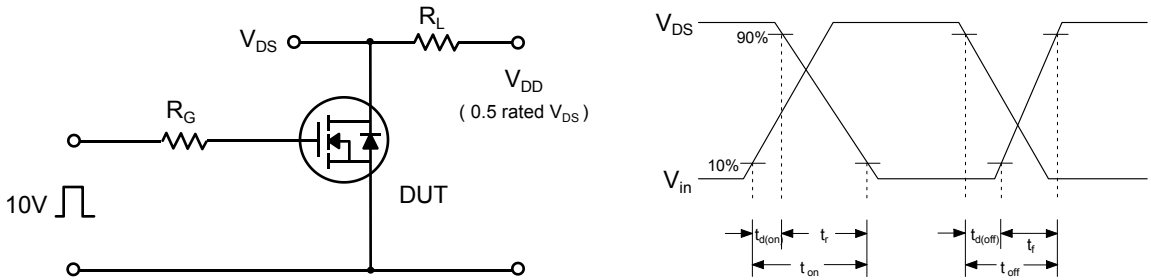 V_DS
R_L
V_DD
( 0.5 rated V_DS )
R_G
10V
DUT
V_DS
90%
10%
V_in
t_d(on)
t_r
t_on
t_d(off)
t_f
t_off